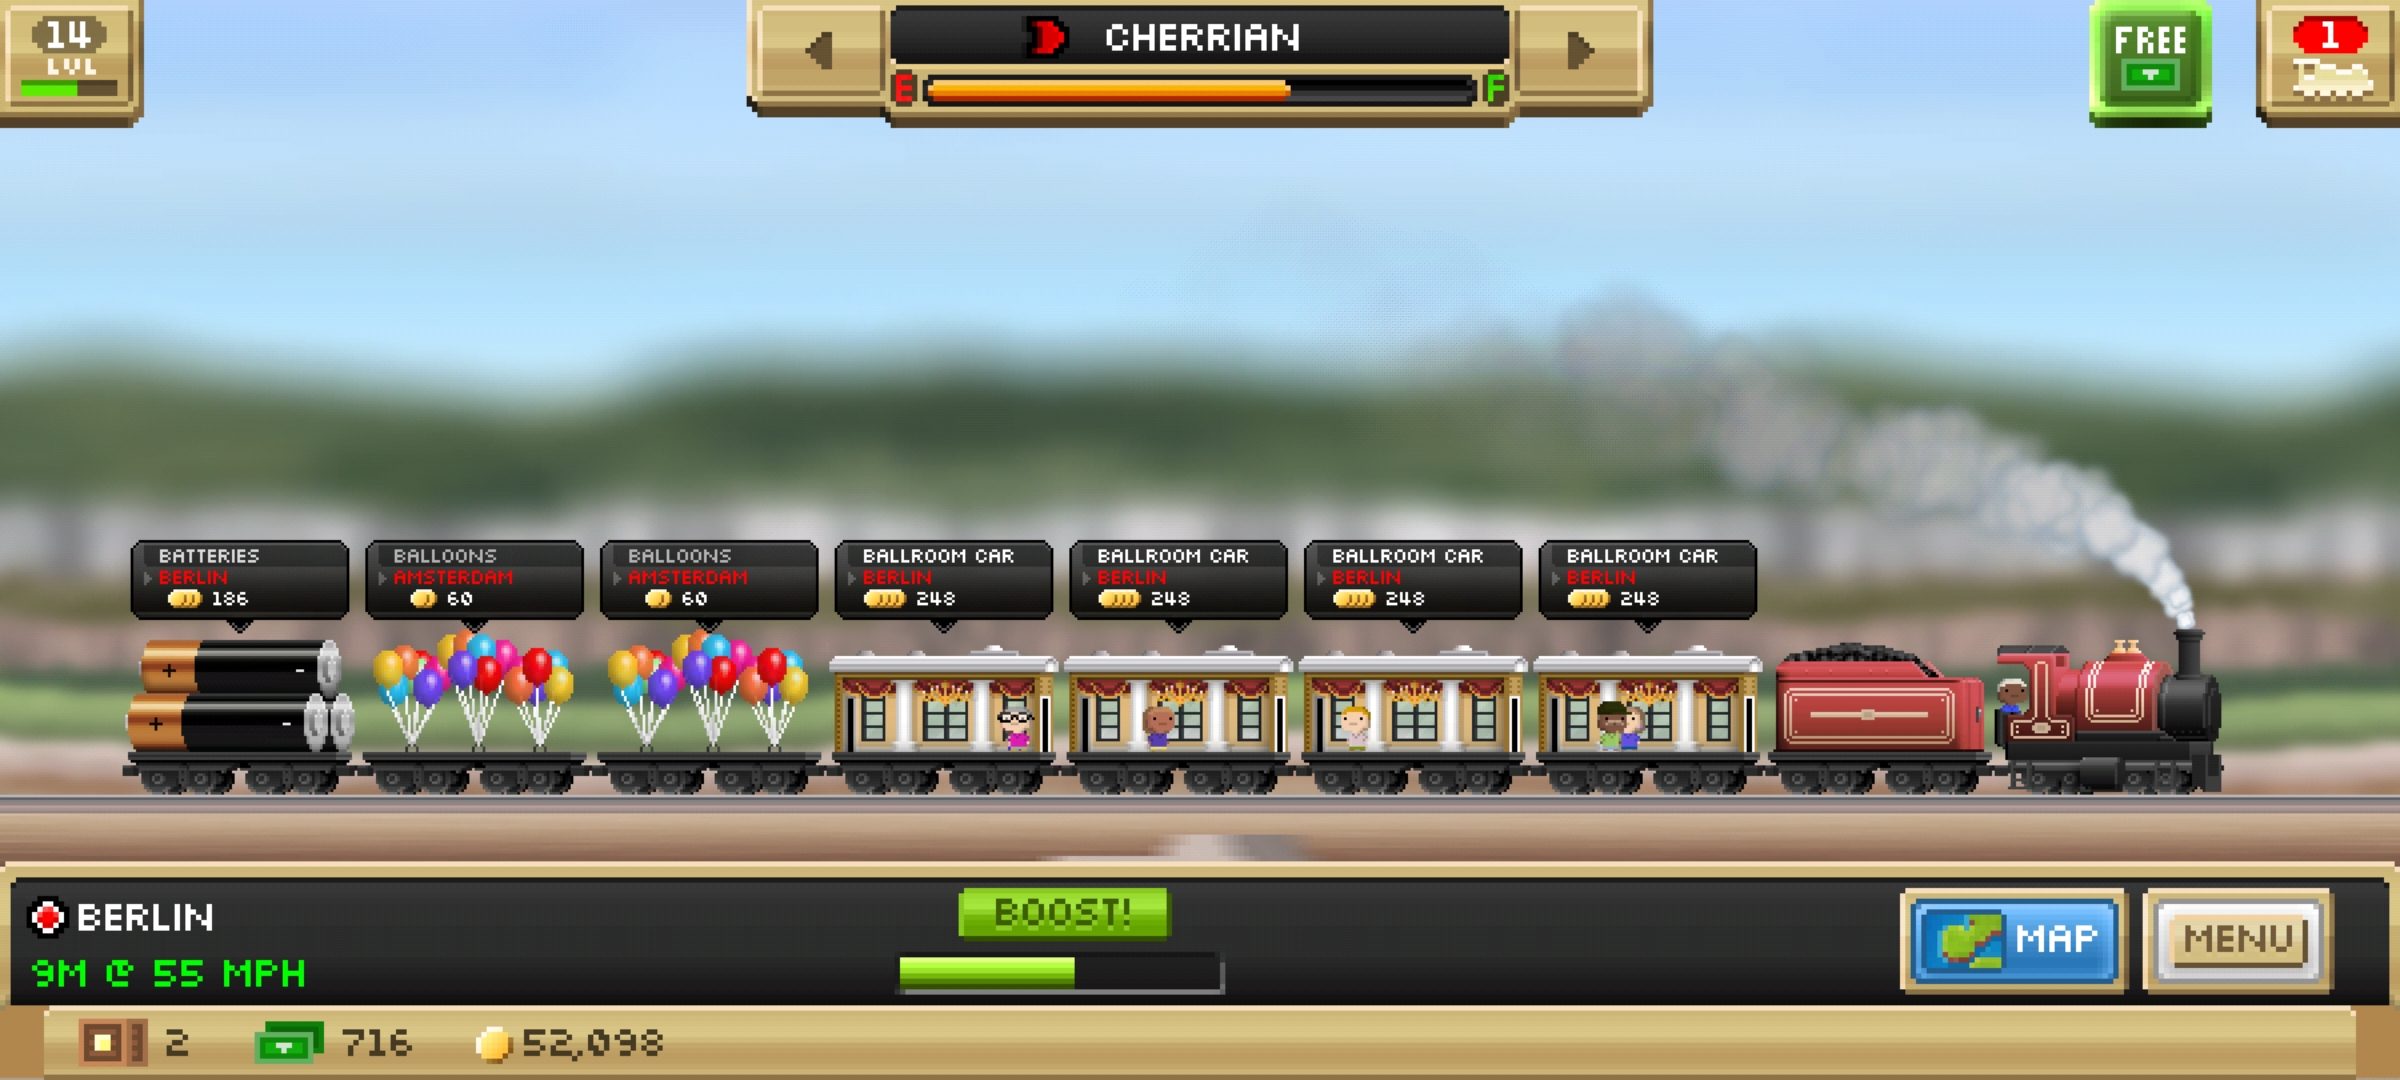 14
LVL
CHERRIAN
E
F
FREE
1
BATTERIES
BERLIN
186
BALLOONS
AMSTERDAM
60
BALLOONS
AMSTERDAM
60
BALLROOM CAR
BERLIN
248
BALLROOM CAR
BERLIN
248
BALLROOM CAR
BERLIN
248
BALLROOM CAR
BERLIN
248
BERLIN
9M @ 55 MPH
BOOST!
MAP
MENU
2
716
52,098